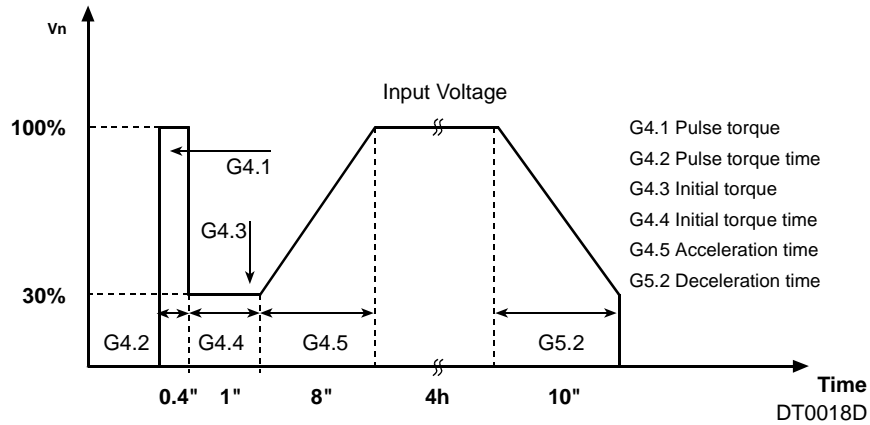 Vn
Input Voltage
100%
G4.1
G4.3
30%
G4.2
G4.4
G4.5
G5.2
0.4"
1"
8"
4h
10"
G4.1 Pulse torque
G4.2 Pulse torque time
G4.3 Initial torque
G4.4 Initial torque time
G4.5 Acceleration time
G5.2 Deceleration time
Time
DT0018D